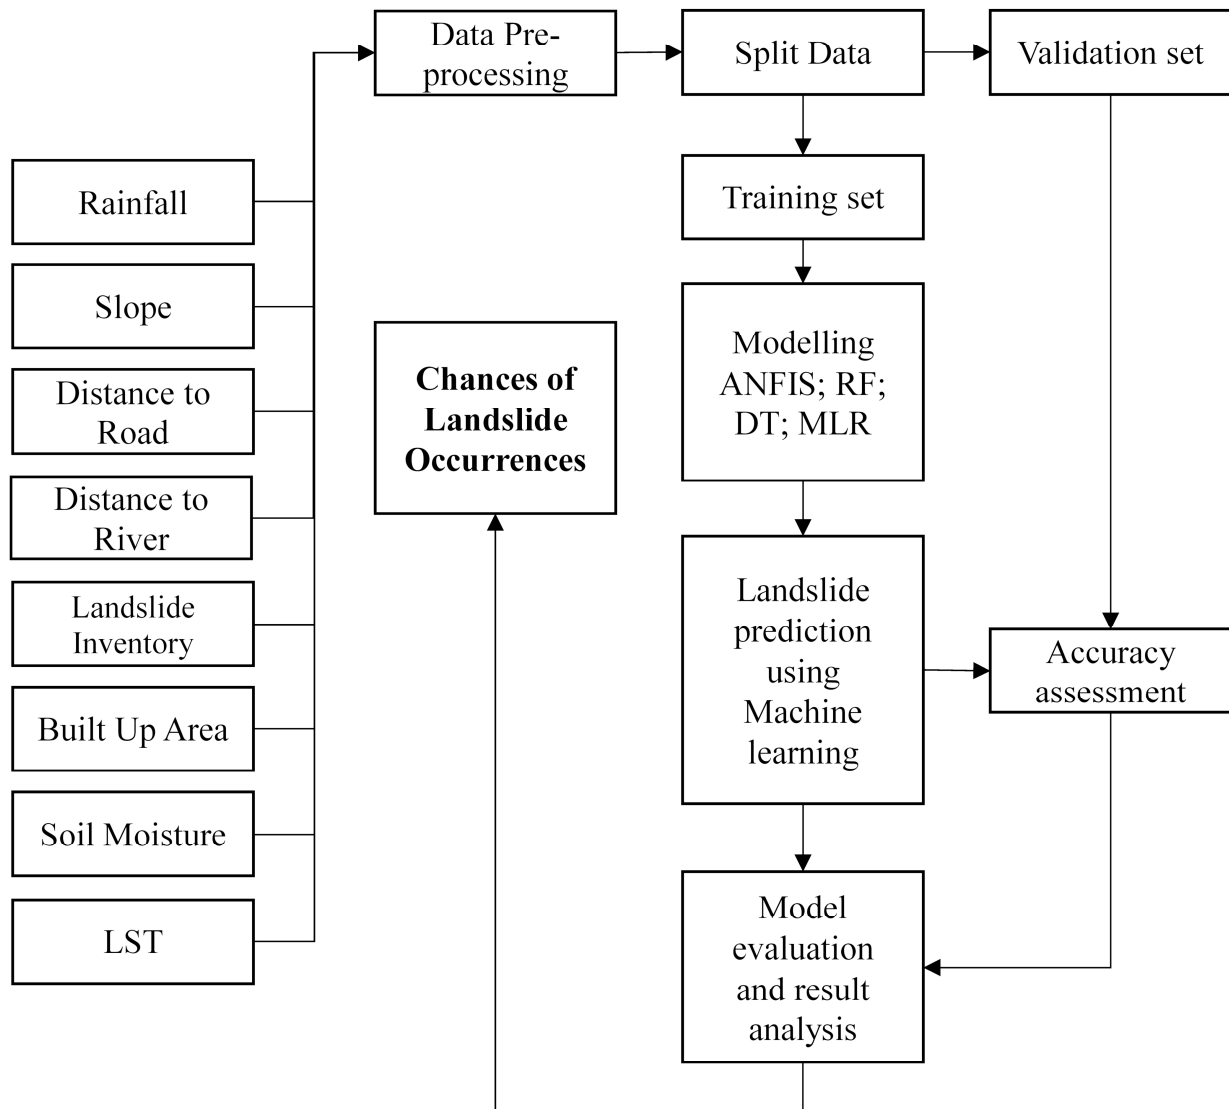 Data Pre-
processing
Split Data
Validation set
Rainfall
Training set
Slope
Modelling
ANFIS; RF;
DT; MLR
Chances of
Landslide
Occurrences
Distance to
Road
Distance to
River
Landslide
Inventory
Landslide
prediction
using
Machine
learning
Accuracy
assessment
Built Up Area
Soil Moisture
LST
Model
evaluation
and result
analysis